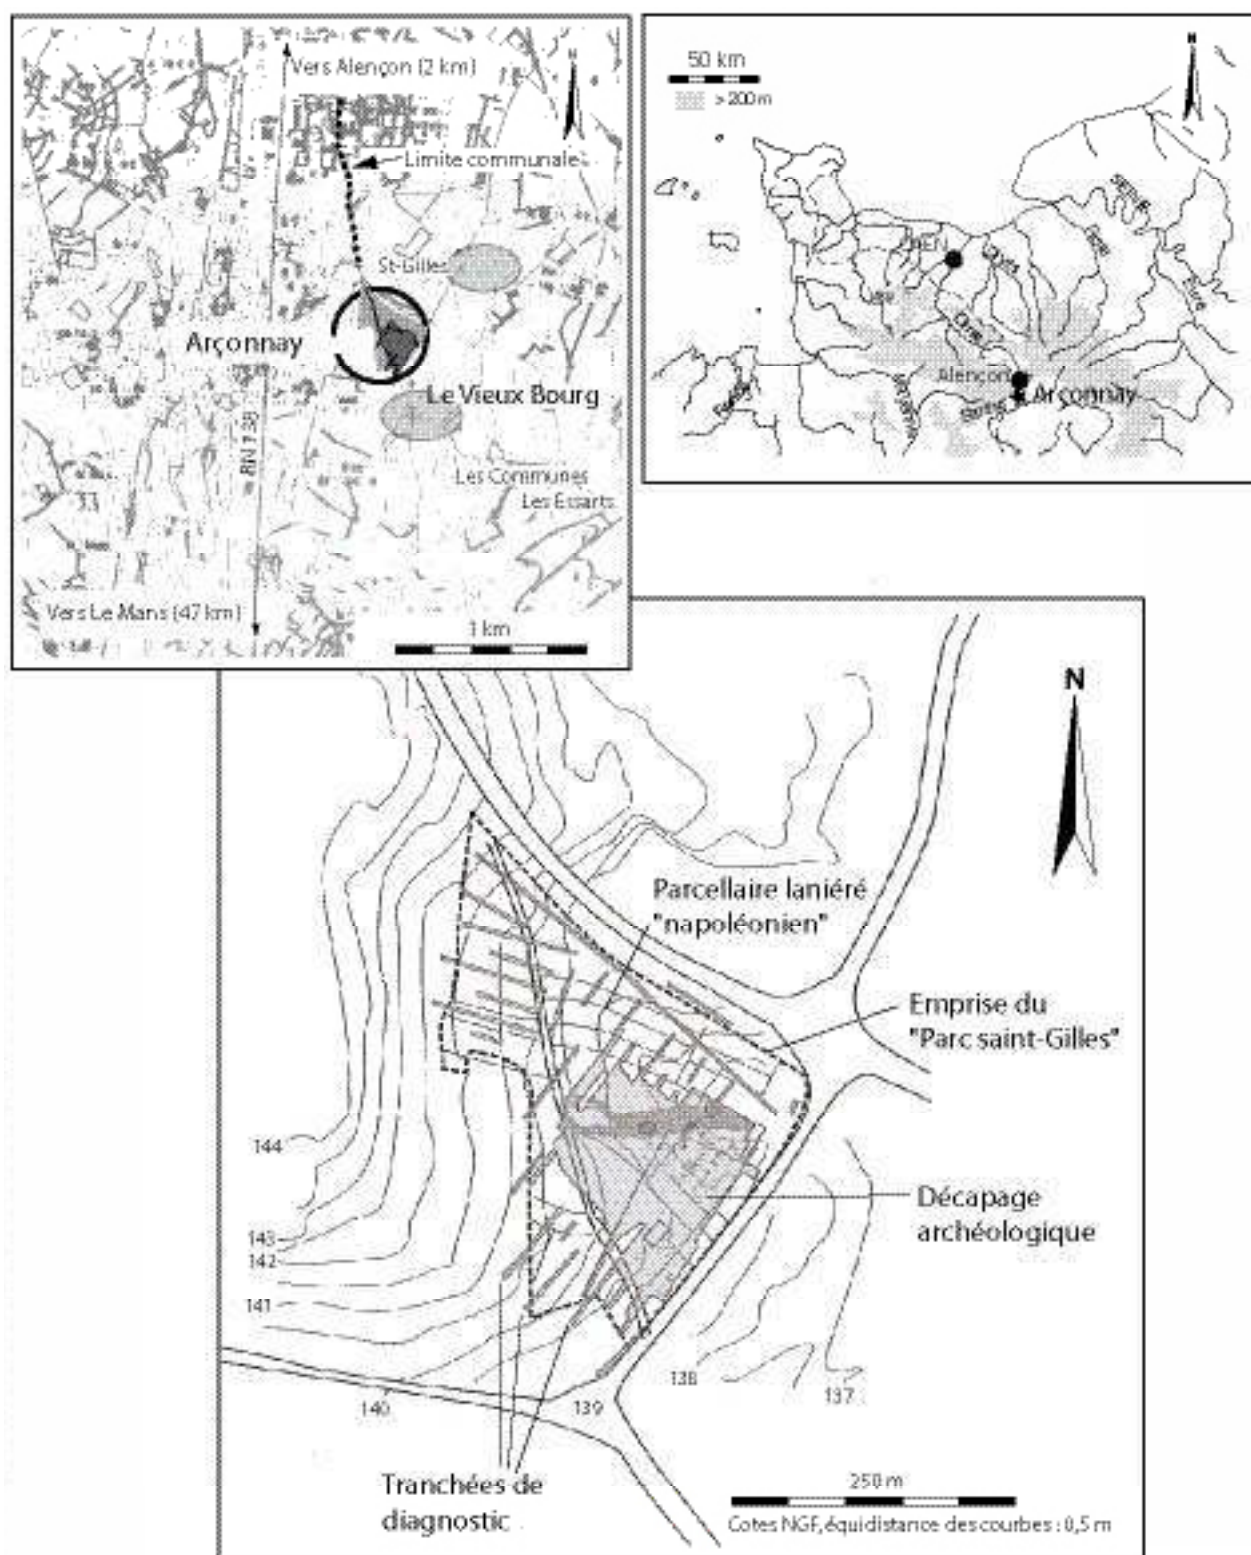 Vers Alençon (2 km)
N
Limite communale
St-Gilles
Arçonnay
Le Vieux Bourg
RN 138
Les Communes
Les Essarts
Vers Le Mans (47 km)
1 km
50 km
> 200 m
N
Seine
CAEN
Orne
Eure
Alençon
Mayenne
Sarthe
Arçonnay
N
Parcellaire laniéré
"napoléonien"
Emprise du
"Parc saint-Gilles"
144
Décapage
archéologique
143
142
141
138
137
140
139
Tranchées de
diagnostic
250 m
Cotes NGF, équidistance des courbes : 0,5 m